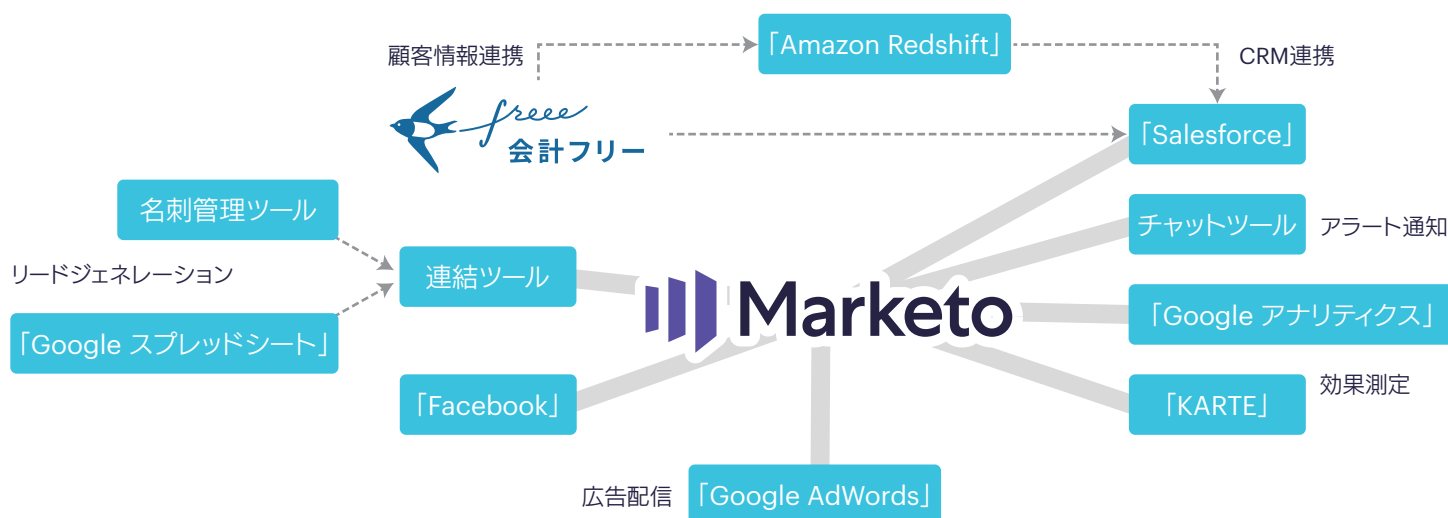 「Amazon Redshift」
顧客情報連携
CRM連携
freee
会計フリー
「Salesforce」
名刺管理ツール
チャットツール
アラート通知
リードジェネレーション
連結ツール
Marketo
「Google アナリティクス」
「Google スプレッドシート」
「Facebook」
「KARTE」
効果測定
広告配信
「Google AdWords」